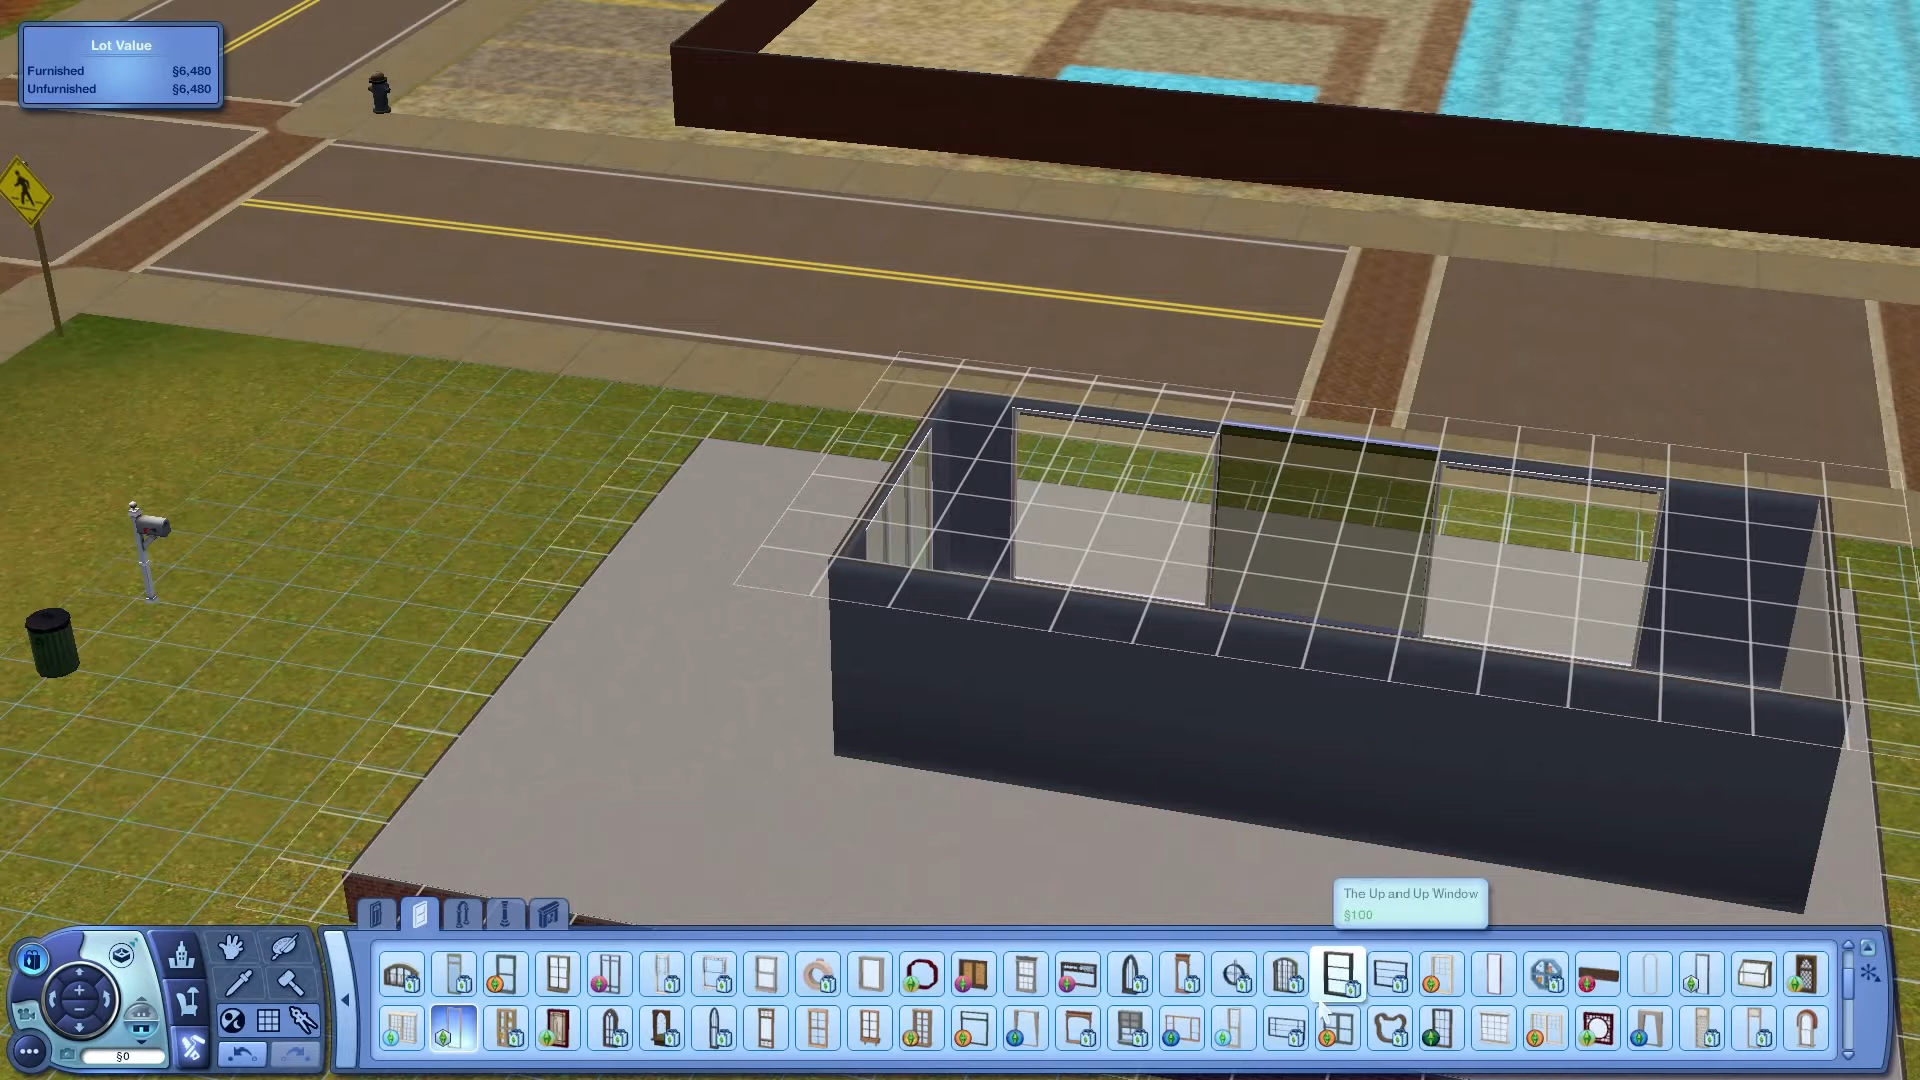 Lot Value
Furnished §6,480
Unfurnished §6,480
The Up and Up Window
§100
§0